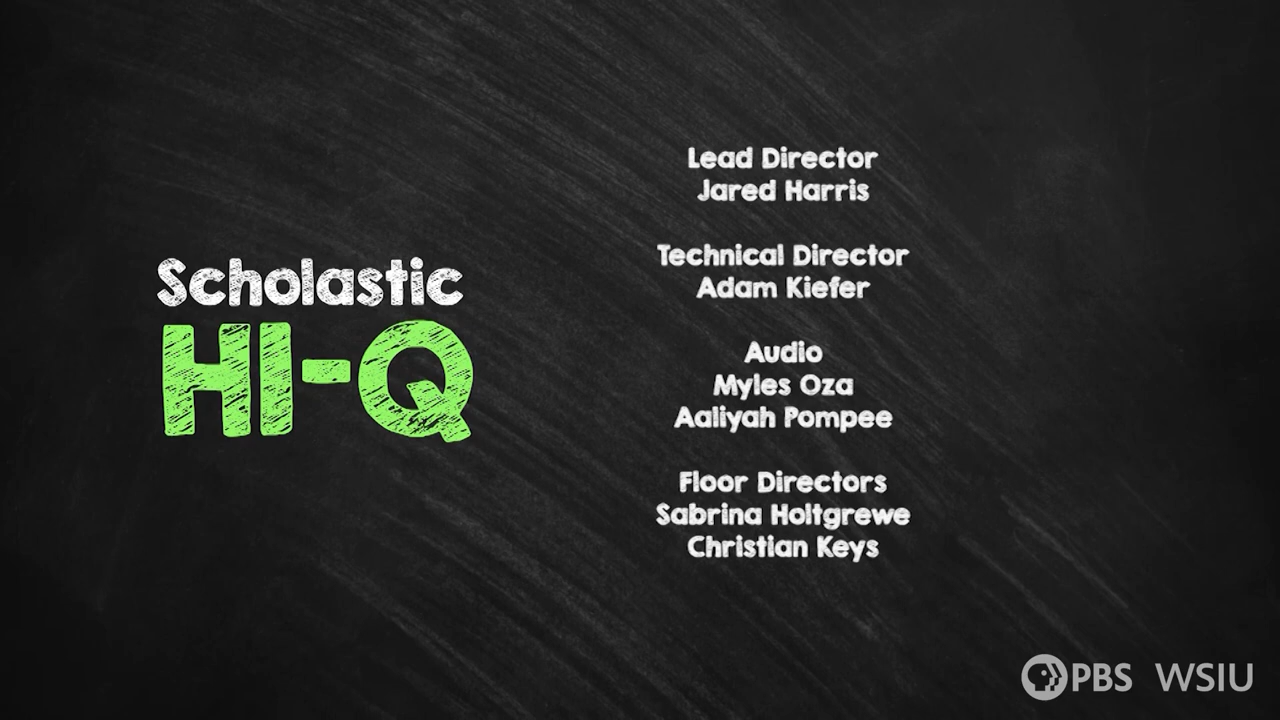 Scholastic
HI-Q
Lead Director
Jared Harris
Technical Director
Adam Kiefer
Audio
Myles Oza
Aaliyah Pompee
Floor Directors
Sabrina Holtgrewe
Christian Keys
PBS WSIU